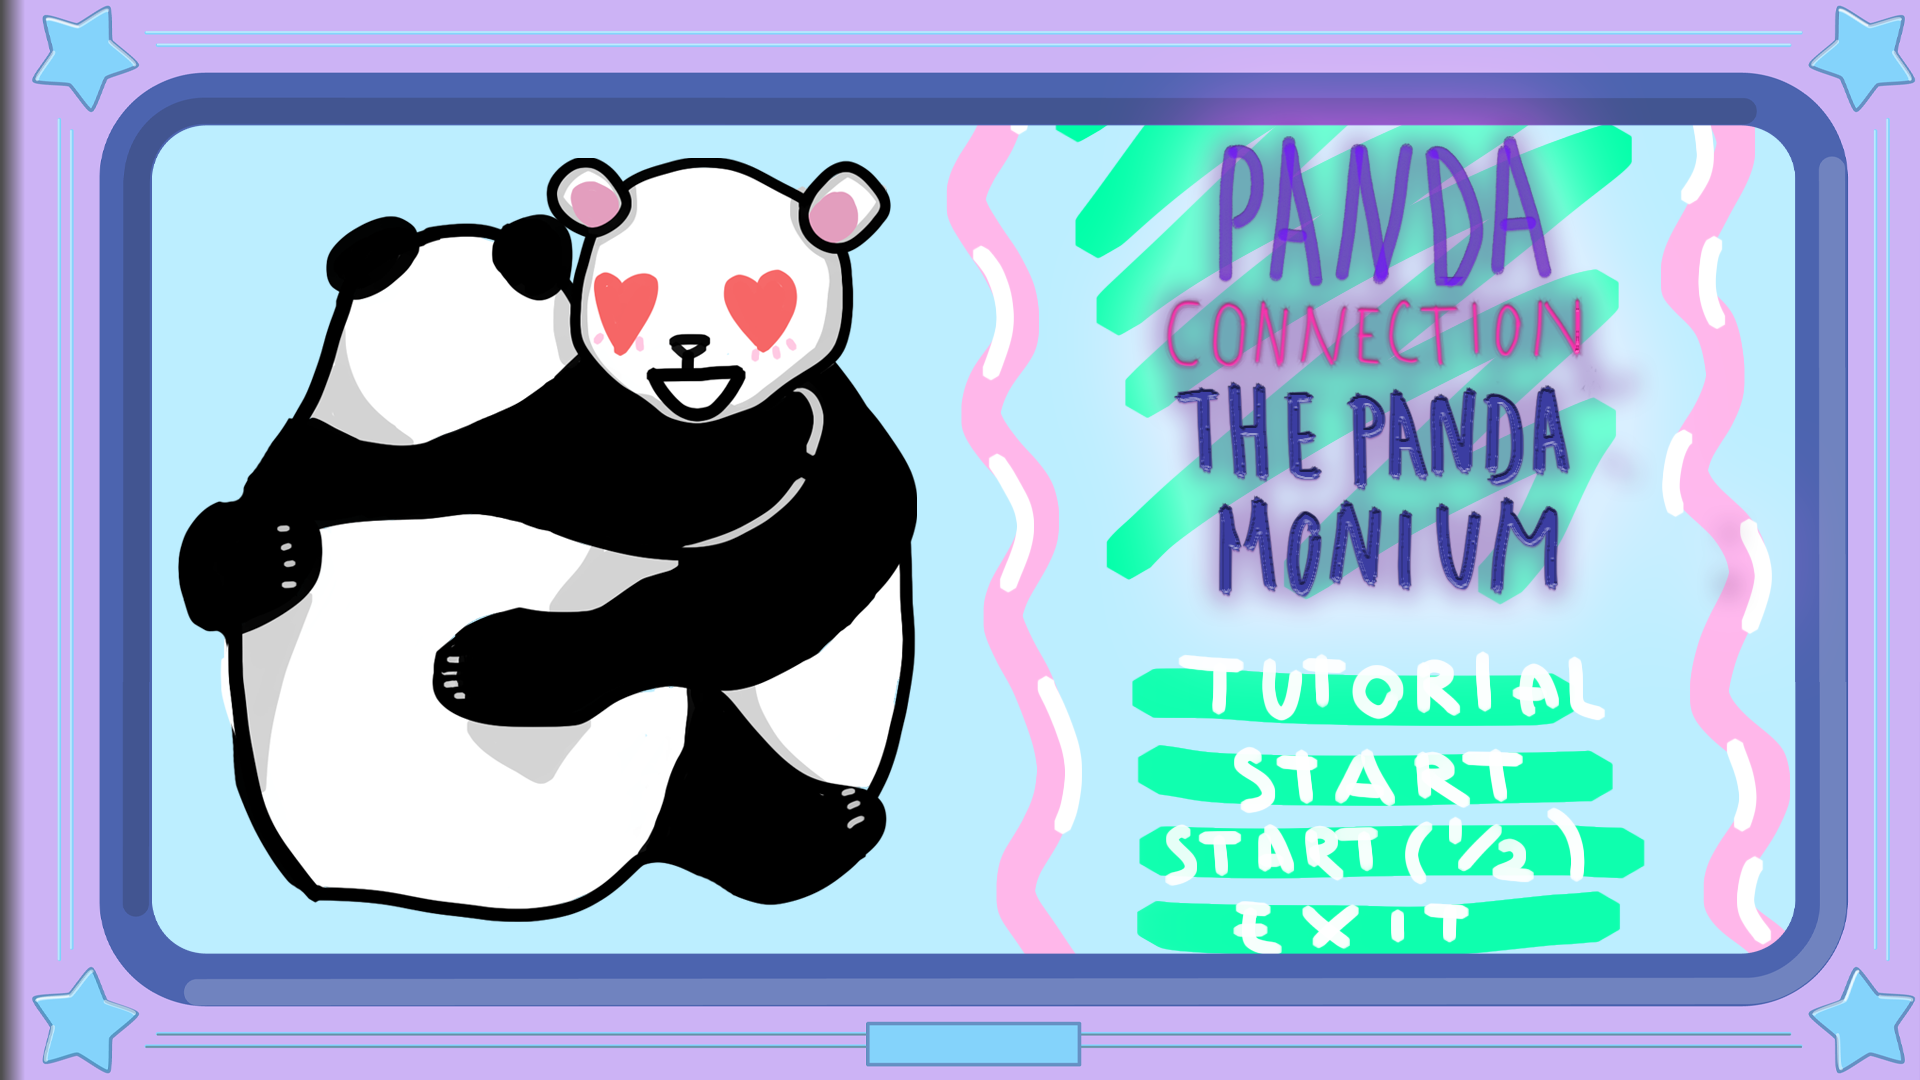 PANDA
CONNECTION
THE PANDA
MONIUM
TUTORIAL
START
START (1/2)
EXIT